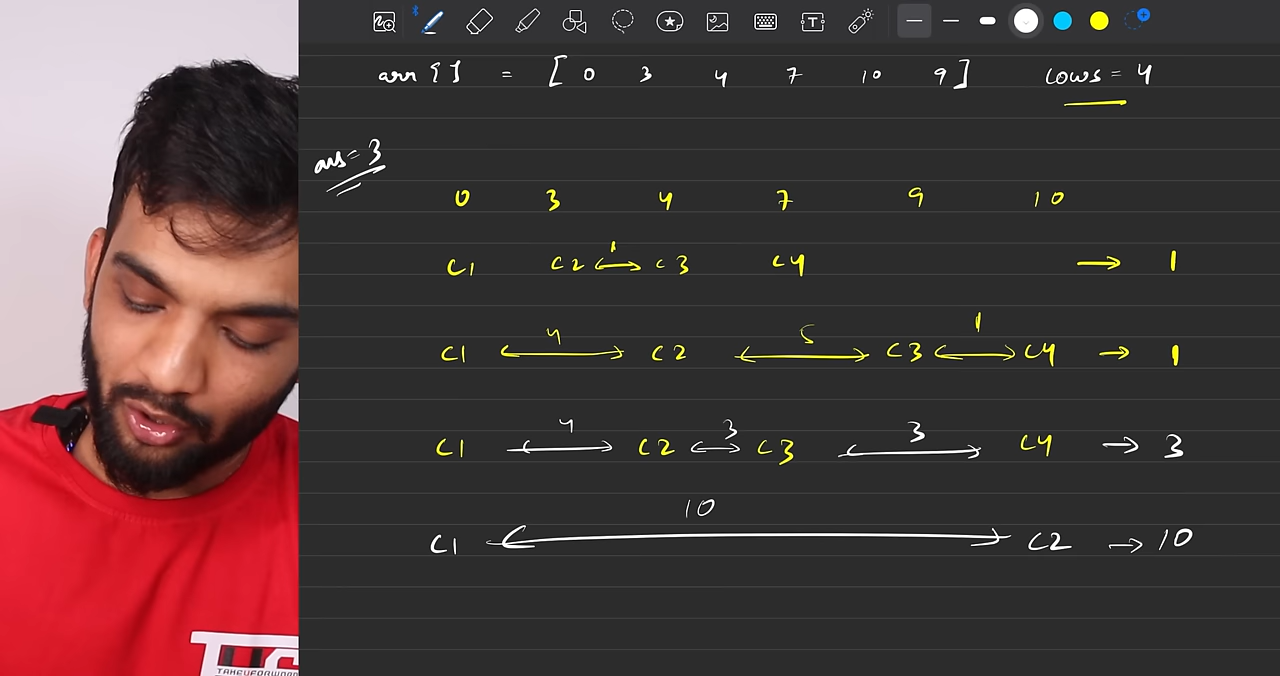 arr [ ] = [ 0 3 4 7 10 9 ] cows = 4
ans = 3
0 3 4 7 9 10
1
C1 C2 ↔ C3 C4 → 1
4 5 1
C1 ↔ C2 ↔ C3 ↔ C4 → 1
4 3 3
C1 ↔ C2 ↔ C3 ↔ C4 → 3
10
C1 ↔ C2 → 10
TAKEUFORWARD